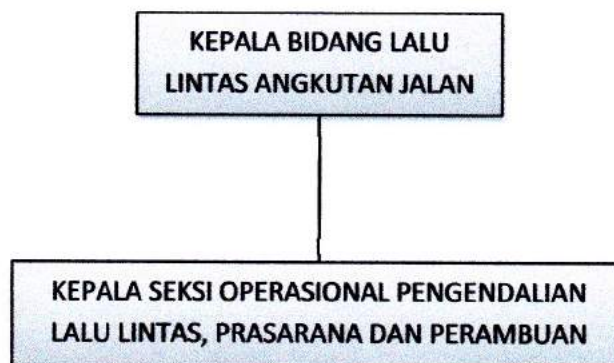 KEPALA BIDANG LALU
LINTAS ANGKUTAN JALAN
KEPALA SEKSI OPERASIONAL PENGENDALIAN
LALU LINTAS, PRASARANA DAN PERAMBUAN